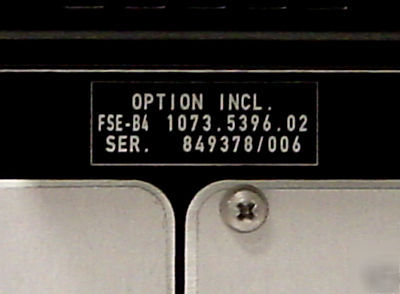 OPTION INCL.
FSE-B4 1073.5396.02
SER. 849378/006